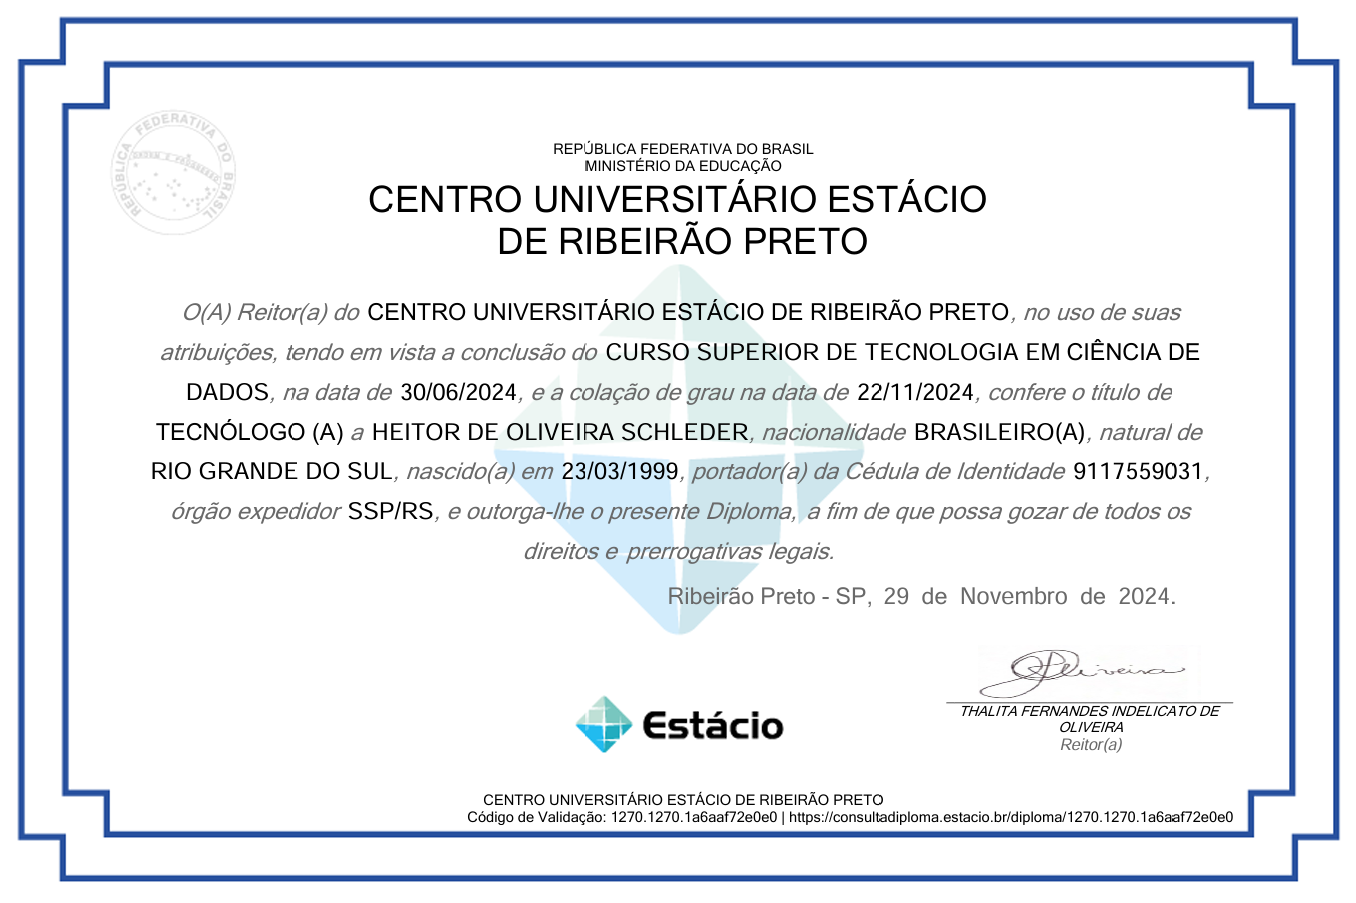 REPÚBLICA FEDERATIVA DO BRASIL
ORDEM E PROGRESSO
REPÚBLICA FEDERATIVA DO BRASIL
MINISTÉRIO DA EDUCAÇÃO
CENTRO UNIVERSITÁRIO ESTÁCIO
DE RIBEIRÃO PRETO
O(A) Reitor(a) do CENTRO UNIVERSITÁRIO ESTÁCIO DE RIBEIRÃO PRETO, no uso de suas
atribuições, tendo em vista a conclusão do CURSO SUPERIOR DE TECNOLOGIA EM CIÊNCIA DE
DADOS, na data de 30/06/2024, e a colação de grau na data de 22/11/2024, confere o título de
TECNÓLOGO (A) a HEITOR DE OLIVEIRA SCHLEDER, nacionalidade BRASILEIRO(A), natural de
RIO GRANDE DO SUL, nascido(a) em 23/03/1999, portador(a) da Cédula de Identidade 9117559031,
órgão expedidor SSP/RS, e outorga-lhe o presente Diploma, a fim de que possa gozar de todos os
direitos e prerrogativas legais.
Ribeirão Preto - SP, 29 de Novembro de 2024.
Oliveira
THALITA FERNANDES INDELICATO DE
OLIVEIRA
Reitor(a)
Estácio
CENTRO UNIVERSITÁRIO ESTÁCIO DE RIBEIRÃO PRETO
Código de Validação: 1270.1270.1a6aaf72e0e0 | https://consultadiploma.estacio.br/diploma/1270.1270.1a6aaf72e0e0